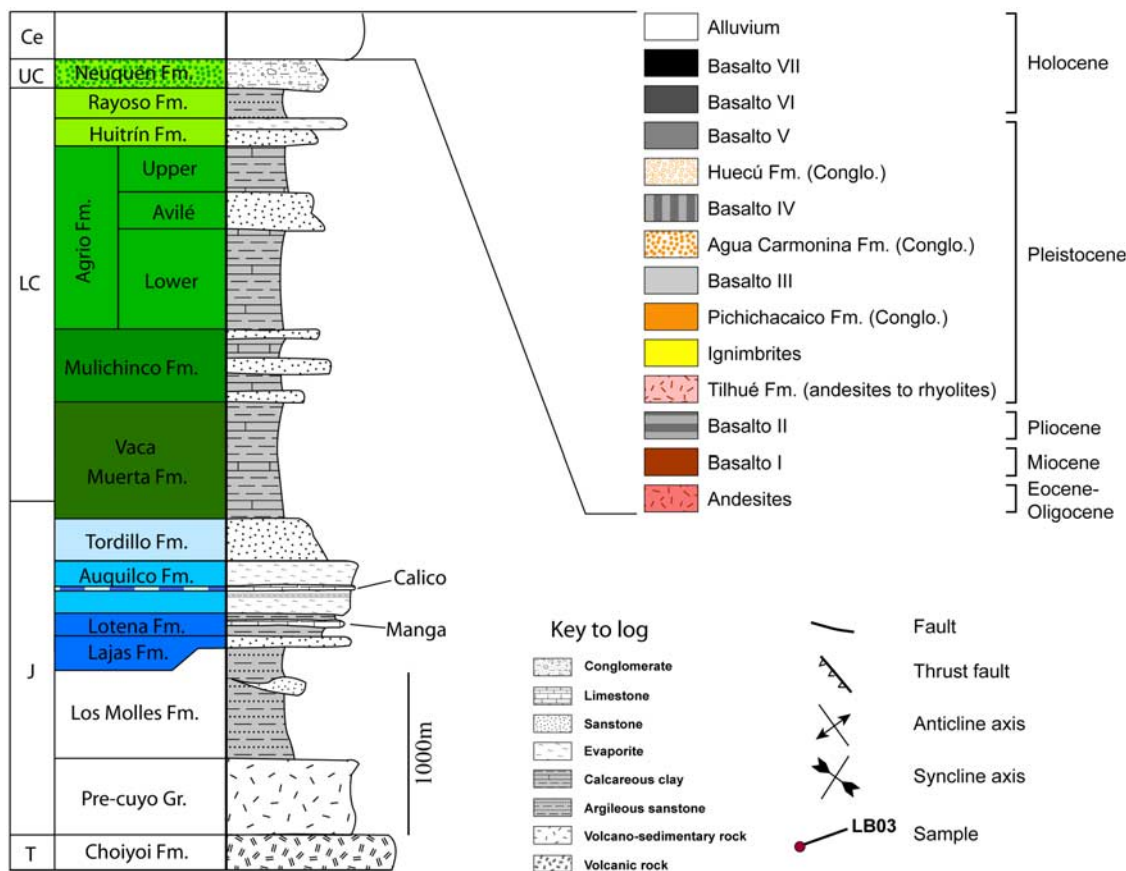 Ce
UC
LC
J
T
Neuquén Fm.
Rayoso Fm.
Huitrín Fm.
Agrio Fm.
Upper
Avilé
Lower
Mulichinco Fm.
Vaca
Muerta Fm.
Tordillo Fm.
Auquilco Fm.
Lotena Fm.
Lajas Fm.
Los Molles Fm.
Pre-cuyo Gr.
Choiyoi Fm.
Calico
Manga
1000m
Alluvium
Basalto VII
Basalto VI
Basalto V
Huecú Fm. (Conglo.)
Basalto IV
Agua Carmonina Fm. (Conglo.)
Basalto III
Pichichacaico Fm. (Conglo.)
Ignimbrites
Tilhué Fm. (andesites to rhyolites)
Basalto II
Basalto I
Andesites
Holocene
Pleistocene
Pliocene
Miocene
Eocene-
Oligocene
Key to log
Conglomerate
Limestone
Sanstone
Evaporite
Calcareous clay
Argileous sanstone
Volcano-sedimentary rock
Volcanic rock
Fault
Thrust fault
Anticline axis
Syncline axis
LB03
Sample